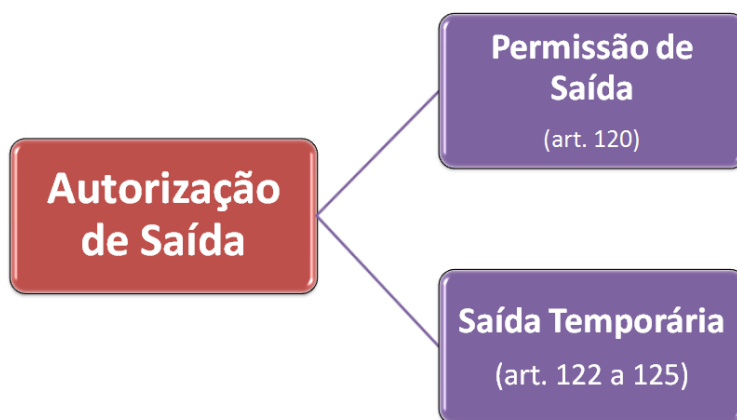 Autorização
de Saída
Permissão de
Saída
(art. 120)
Saída Temporária
(art. 122 a 125)